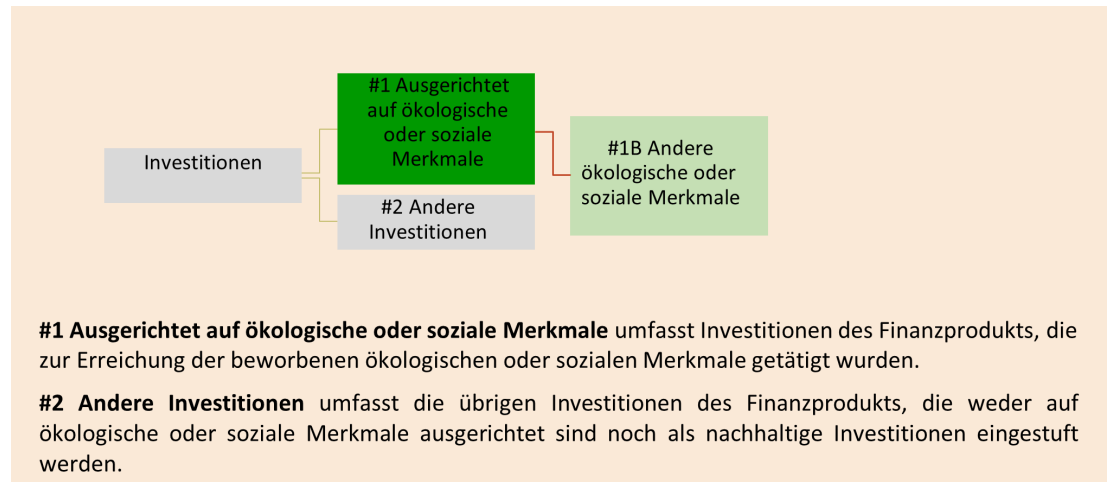 #1 Ausgerichtet
auf ökologische
oder soziale
Merkmale
#1B Andere
ökologische oder
soziale Merkmale
Investitionen
#2 Andere
Investitionen
#1 Ausgerichtet auf ökologische oder soziale Merkmale umfasst Investitionen des Finanzprodukts, die
zur Erreichung der beworbenen ökologischen oder sozialen Merkmale getätigt wurden.
#2 Andere Investitionen umfasst die übrigen Investitionen des Finanzprodukts, die weder auf
ökologische oder soziale Merkmale ausgerichtet sind noch als nachhaltige Investitionen eingestuft
werden.